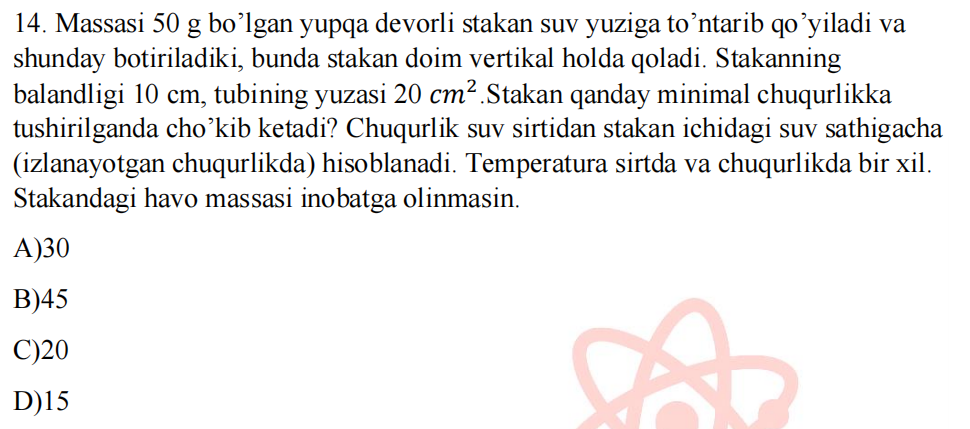 14. Massasi 50 g bo’lgan yupqa devorli stakan suv yuziga to’ntarib qo’yiladi va
shunday botiriladiki, bunda stakan doim vertikal holda qoladi. Stakanning
balandligi 10 cm, tubining yuzasi 20 cm².Stakan qanday minimal chuqurlikka
tushirilganda cho’kib ketadi? Chuqurlik suv sirtidan stakan ichidagi suv sathigacha
(izlanayotgan chuqurlikda) hisoblanadi. Temperatura sirtda va chuqurlikda bir xil.
Stakandagi havo massasi inobatga olinmasin.
A)30
B)45
C)20
D)15